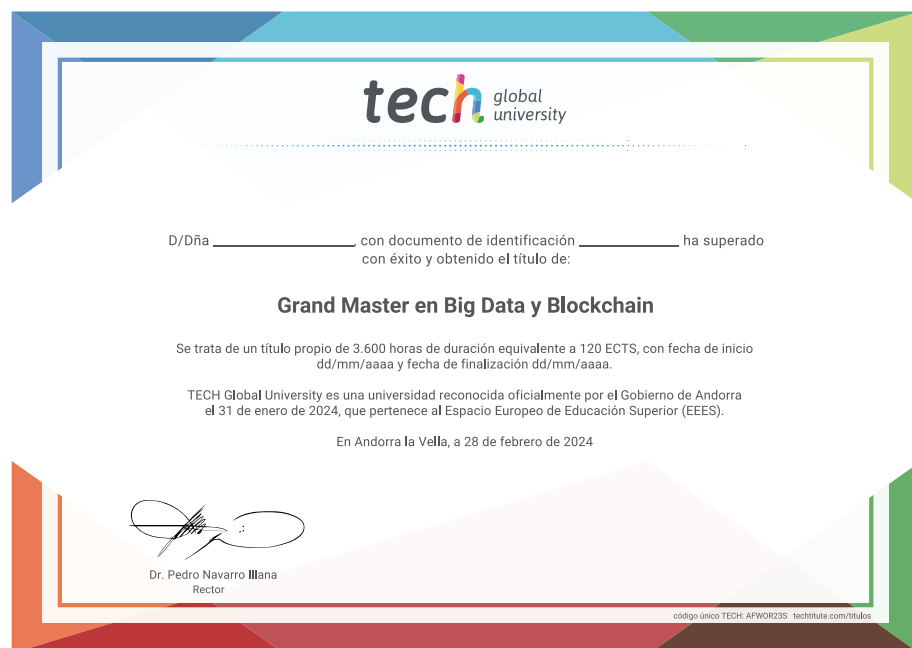 tech global
university
D/Dña ______________, con documento de identificación __________ ha superado
con éxito y obtenido el título de:
Grand Master en Big Data y Blockchain
Se trata de un título propio de 3.600 horas de duración equivalente a 120 ECTS, con fecha de inicio
dd/mm/aaaa y fecha de finalización dd/mm/aaaa.
TECH Global University es una universidad reconocida oficialmente por el Gobierno de Andorra
el 31 de enero de 2024, que pertenece al Espacio Europeo de Educación Superior (EEES).
En Andorra la Vella, a 28 de febrero de 2024
Dr. Pedro Navarro Illana
Rector
código único TECH: AFWOR23S techtitute.com/titulos